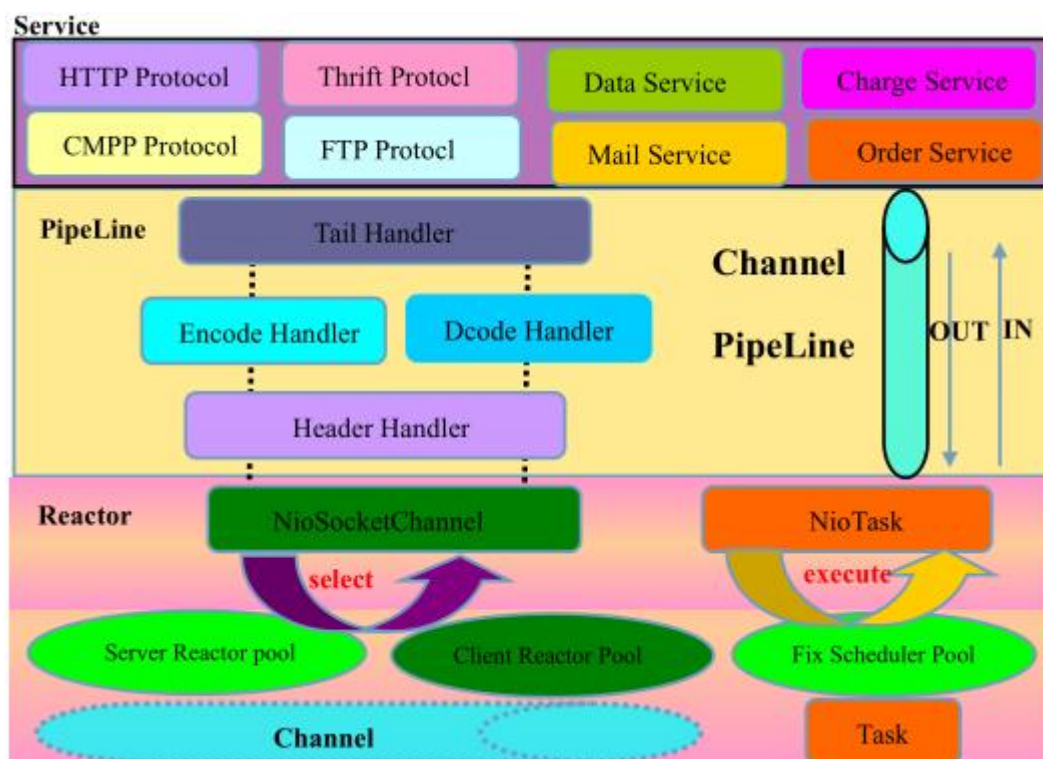 Service
HTTP Protocol
Thrift Protocl
Data Service
Charge Service
CMPP Protocol
FTP Protocl
Mail Service
Order Service
PipeLine
Tail Handler
Channel
PipeLine
Encode Handler
Dcode Handler
OUT
IN
Header Handler
Reactor
NioSocketChannel
NioTask
select
execute
Server Reactor pool
Client Reactor Pool
Fix Scheduler Pool
Channel
Task